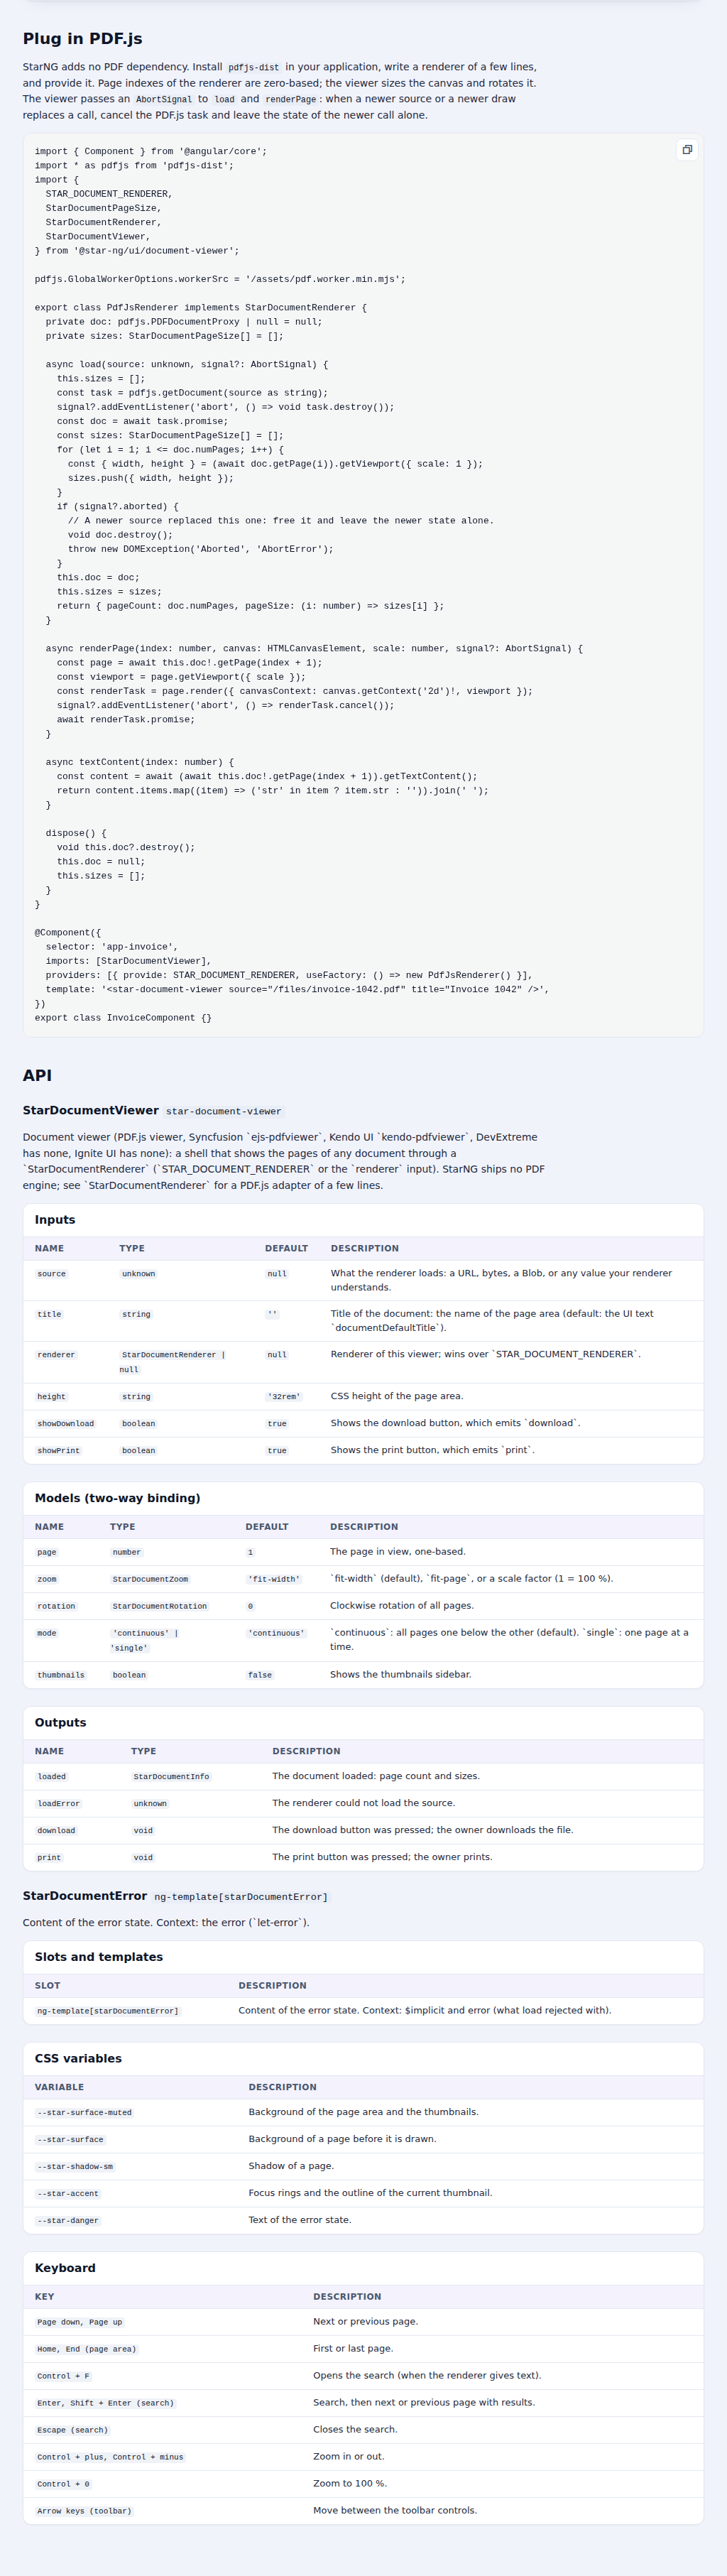 Plug in PDF.js
StarNG adds no PDF dependency. Install pdfjs-dist in your application, write a renderer of a few lines,
and provide it. Page indexes of the renderer are zero-based; the viewer sizes the canvas and rotates it.
The viewer passes an AbortSignal to load and renderPage: when a newer source or a newer draw
replaces a call, cancel the PDF.js task and leave the state of the newer call alone.
import { Component } from '@angular/core';
import * as pdfjs from 'pdfjs-dist';
import {
  STAR_DOCUMENT_RENDERER,
  StarDocumentPageSize,
  StarDocumentRenderer,
  StarDocumentViewer,
} from '@star-ng/ui/document-viewer';
pdfjs.GlobalWorkerOptions.workerSrc = '/assets/pdf.worker.min.mjs';
export class PdfJsRenderer implements StarDocumentRenderer {
  private doc: pdfjs.PDFDocumentProxy | null = null;
  private sizes: StarDocumentPageSize[] = [];
  async load(source: unknown, signal?: AbortSignal) {
    this.sizes = [];
    const task = pdfjs.getDocument(source as string);
    signal?.addEventListener('abort', () => void task.destroy());
    const doc = await task.promise;
    const sizes: StarDocumentPageSize[] = [];
    for (let i = 1; i <= doc.numPages; i++) {
      const { width, height } = (await doc.getPage(i)).getViewport({ scale: 1 });
      sizes.push({ width, height });
    }
    if (signal?.aborted) {
      // A newer source replaced this one: free it and leave the newer state alone.
      void doc.destroy();
      throw new DOMException('Aborted', 'AbortError');
    }
    this.doc = doc;
    this.sizes = sizes;
    return { pageCount: doc.numPages, pageSize: (i: number) => sizes[i] };
  }
  async renderPage(index: number, canvas: HTMLCanvasElement, scale: number, signal?: AbortSignal) {
    const page = await this.doc!.getPage(index + 1);
    const viewport = page.getViewport({ scale });
    const renderTask = page.render({ canvasContext: canvas.getContext('2d')!, viewport });
    signal?.addEventListener('abort', () => renderTask.cancel());
    await renderTask.promise;
  }
  async textContent(index: number) {
    const content = await (await this.doc!.getPage(index + 1)).getTextContent();
    return content.items.map((item) => ('str' in item ? item.str : '')).join(' ');
  }
  dispose() {
    void this.doc?.destroy();
    this.doc = null;
    this.sizes = [];
  }
}
@Component({
  selector: 'app-invoice',
  imports: [StarDocumentViewer],
  providers: [{ provide: STAR_DOCUMENT_RENDERER, useFactory: () => new PdfJsRenderer() }],
  template: '<star-document-viewer source="/files/invoice-1042.pdf" title="Invoice 1042" />',
})
export class InvoiceComponent {}
API
StarDocumentViewer star-document-viewer
Document viewer (PDF.js viewer, Syncfusion `ejs-pdfviewer`, Kendo UI `kendo-pdfviewer`, DevExtreme
has none, Ignite UI has none): a shell that shows the pages of any document through a
`StarDocumentRenderer` (`STAR_DOCUMENT_RENDERER` or the `renderer` input). StarNG ships no PDF
engine; see `StarDocumentRenderer` for a PDF.js adapter of a few lines.
Inputs
NAME TYPE DEFAULT DESCRIPTION
source unknown null What the renderer loads: a URL, bytes, a Blob, or any value your renderer
understands.
title string '' Title of the document: the name of the page area (default: the UI text
`documentDefaultTitle`).
renderer StarDocumentRenderer | null Renderer of this viewer; wins over `STAR_DOCUMENT_RENDERER`.
null
height string '32rem' CSS height of the page area.
showDownload boolean true Shows the download button, which emits `download`.
showPrint boolean true Shows the print button, which emits `print`.
Models (two-way binding)
NAME TYPE DEFAULT DESCRIPTION
page number 1 The page in view, one-based.
zoom StarDocumentZoom 'fit-width' `fit-width` (default), `fit-page`, or a scale factor (1 = 100 %).
rotation StarDocumentRotation 0 Clockwise rotation of all pages.
mode 'continuous' | 'continuous' `continuous`: all pages one below the other (default). `single`: one page at a
'single' time.
thumbnails boolean false Shows the thumbnails sidebar.
Outputs
NAME TYPE DESCRIPTION
loaded StarDocumentInfo The document loaded: page count and sizes.
loadError unknown The renderer could not load the source.
download void The download button was pressed; the owner downloads the file.
print void The print button was pressed; the owner prints.
StarDocumentError ng-template[starDocumentError]
Content of the error state. Context: the error (`let-error`).
Slots and templates
SLOT DESCRIPTION
ng-template[starDocumentError] Content of the error state. Context: $implicit and error (what load rejected with).
CSS variables
VARIABLE DESCRIPTION
--star-surface-muted Background of the page area and the thumbnails.
--star-surface Background of a page before it is drawn.
--star-shadow-sm Shadow of a page.
--star-accent Focus rings and the outline of the current thumbnail.
--star-danger Text of the error state.
Keyboard
KEY DESCRIPTION
Page down, Page up Next or previous page.
Home, End (page area) First or last page.
Control + F Opens the search (when the renderer gives text).
Enter, Shift + Enter (search) Search, then next or previous page with results.
Escape (search) Closes the search.
Control + plus, Control + minus Zoom in or out.
Control + 0 Zoom to 100 %.
Arrow keys (toolbar) Move between the toolbar controls.